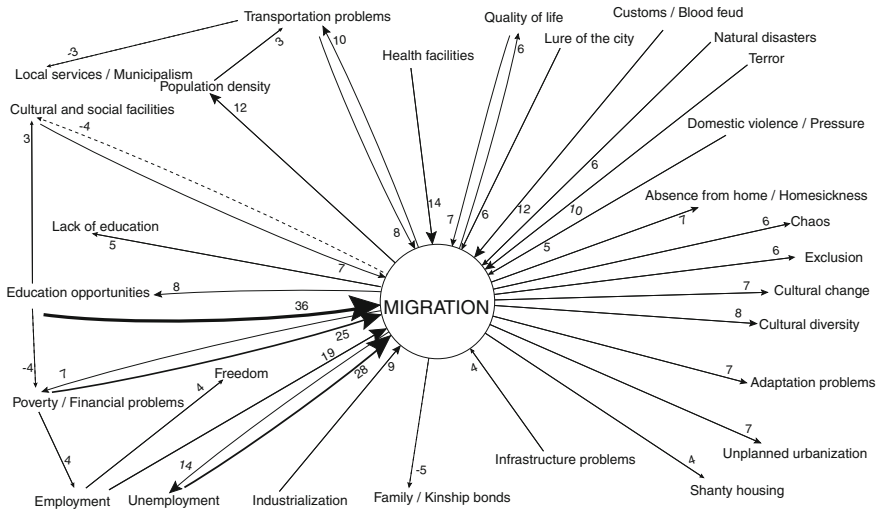 Transportation problems
Quality of life
Customs / Blood feud
-3
3
10
6
Lure of the city
Natural disasters
Health facilities
Terror
Local services / Municipalism
Population density
Cultural and social facilities
12
-4
3
Domestic violence / Pressure
6
Absence from home / Homesickness
14
7
6
12
10
7
6
Chaos
Lack of education
5
8
7
5
6
Exclusion
Education opportunities
8
7
Cultural change
36
MIGRATION
8
Cultural diversity
25
19
-4
7
28
9
4
7
Adaptation problems
Freedom
4
Poverty / Financial problems
7
Unplanned urbanization
4
14
-5
Infrastructure problems
4
Shanty housing
Employment
Unemployment
Industrialization
Family / Kinship bonds